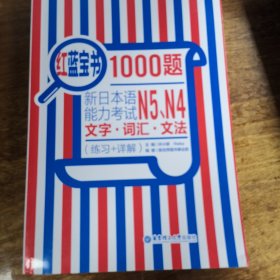 红蓝宝书
1000题
新日本语
能力考试
N5、N4
文字·词汇·文法
（练习+详解）